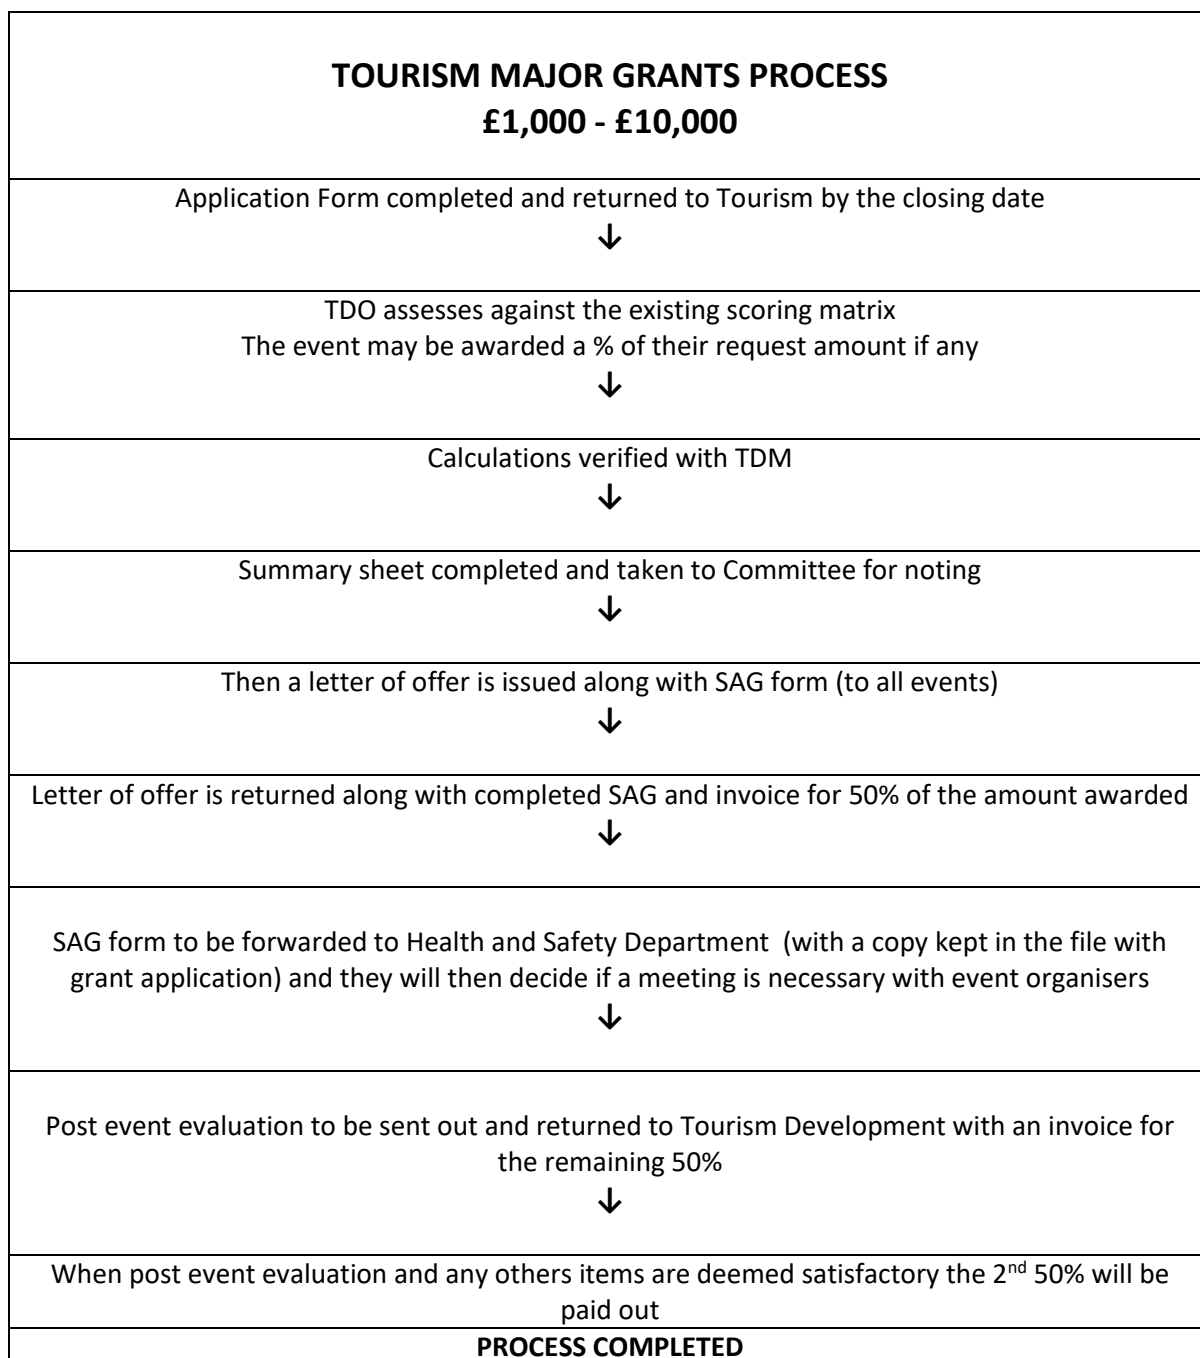 TOURISM MAJOR GRANTS PROCESS
£1,000 - £10,000
Application Form completed and returned to Tourism by the closing date
↓
TDO assesses against the existing scoring matrix
The event may be awarded a % of their request amount if any
↓
Calculations verified with TDM
↓
Summary sheet completed and taken to Committee for noting
↓
Then a letter of offer is issued along with SAG form (to all events)
↓
Letter of offer is returned along with completed SAG and invoice for 50% of the amount awarded
↓
SAG form to be forwarded to Health and Safety Department  (with a copy kept in the file with
grant application) and they will then decide if a meeting is necessary with event organisers
↓
Post event evaluation to be sent out and returned to Tourism Development with an invoice for
the remaining 50%
↓
When post event evaluation and any others items are deemed satisfactory the 2nd 50% will be
paid out
PROCESS COMPLETED